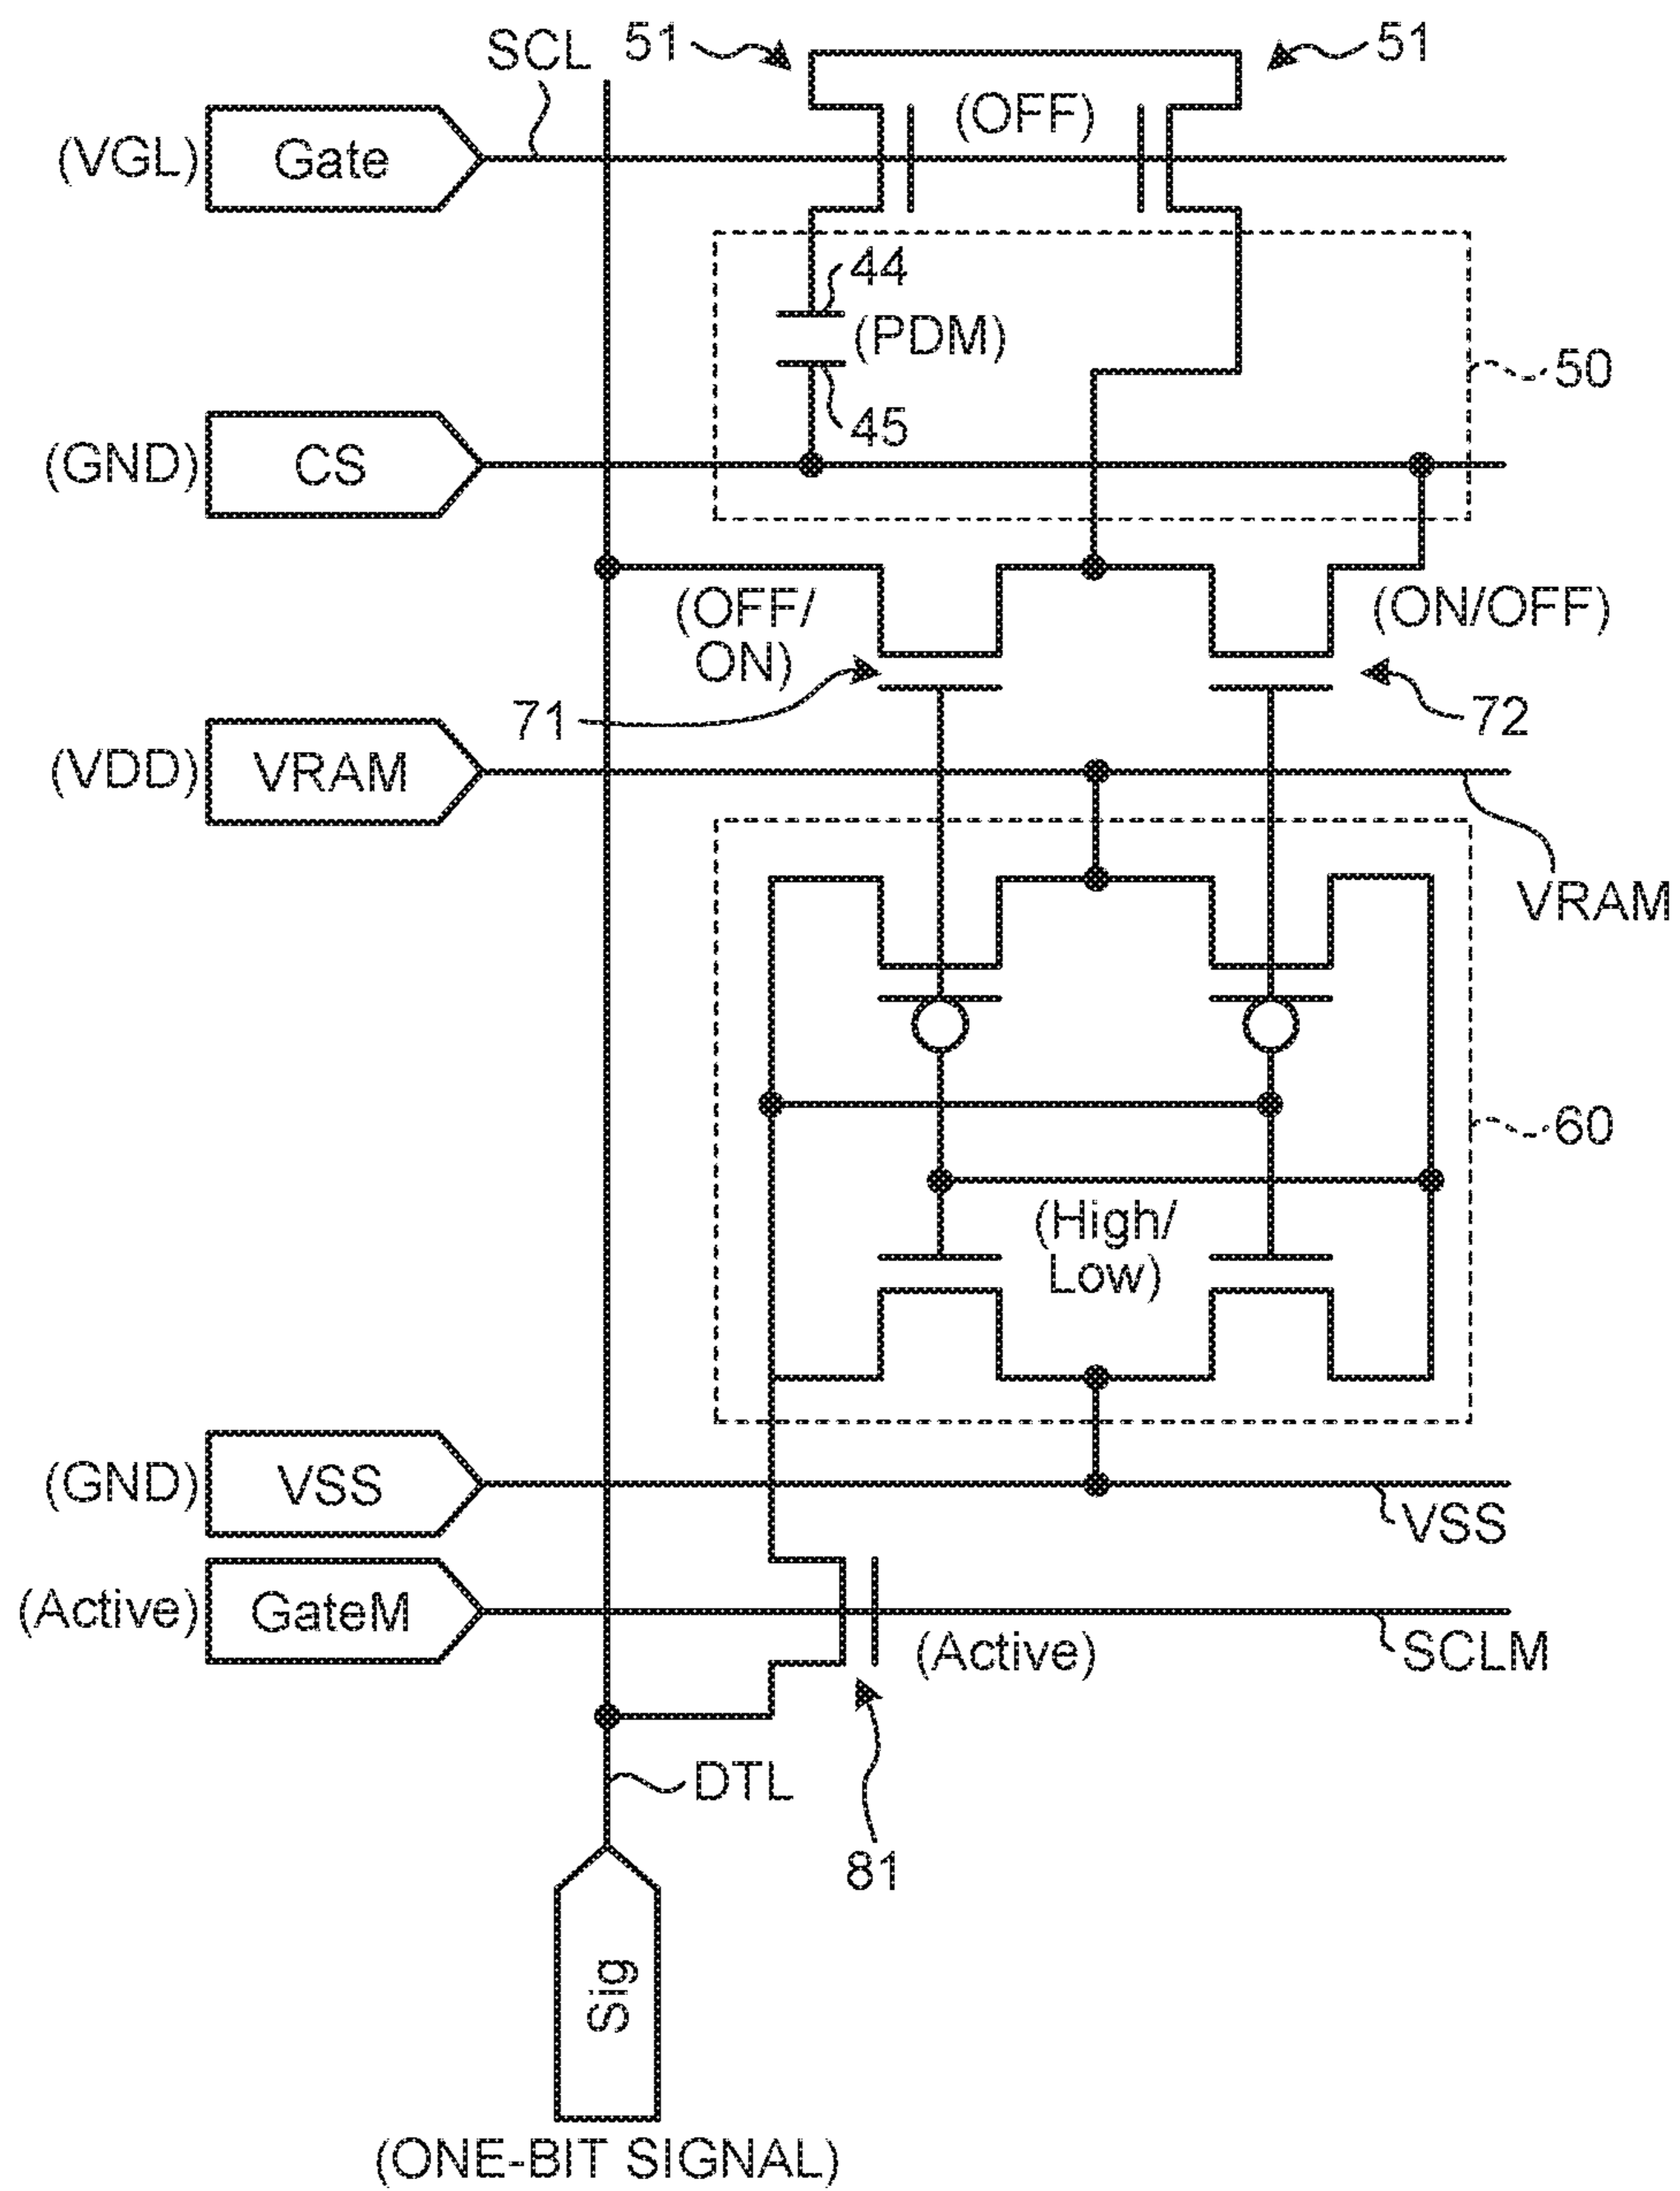 SCL
51
51
(VGL)
Gate
(OFF)
44
(PDM)
50
45
(GND)
CS
(OFF/
ON)
(ON/OFF)
71
72
(VDD)
VRAM
VRAM
60
(High/
Low)
(GND)
VSS
VSS
(Active)
GateM
(Active)
SCLM
DTL
81
Sig
(ONE-BIT SIGNAL)